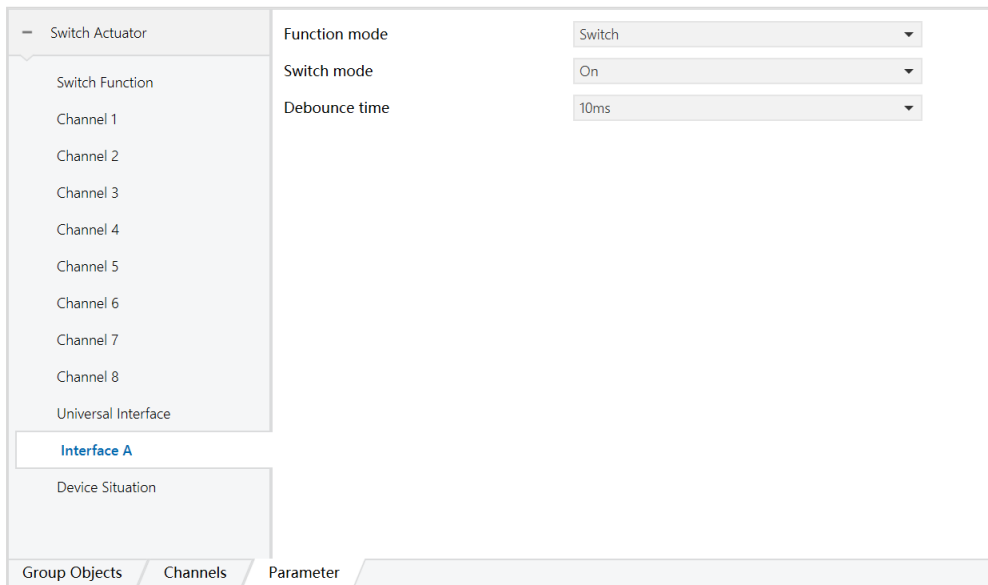 Switch Actuator
Switch Function
Channel 1
Channel 2
Channel 3
Channel 4
Channel 5
Channel 6
Channel 7
Channel 8
Universal Interface
Interface A
Device Situation
Function mode Switch
Switch mode On
Debounce time 10ms
Group Objects Channels Parameter